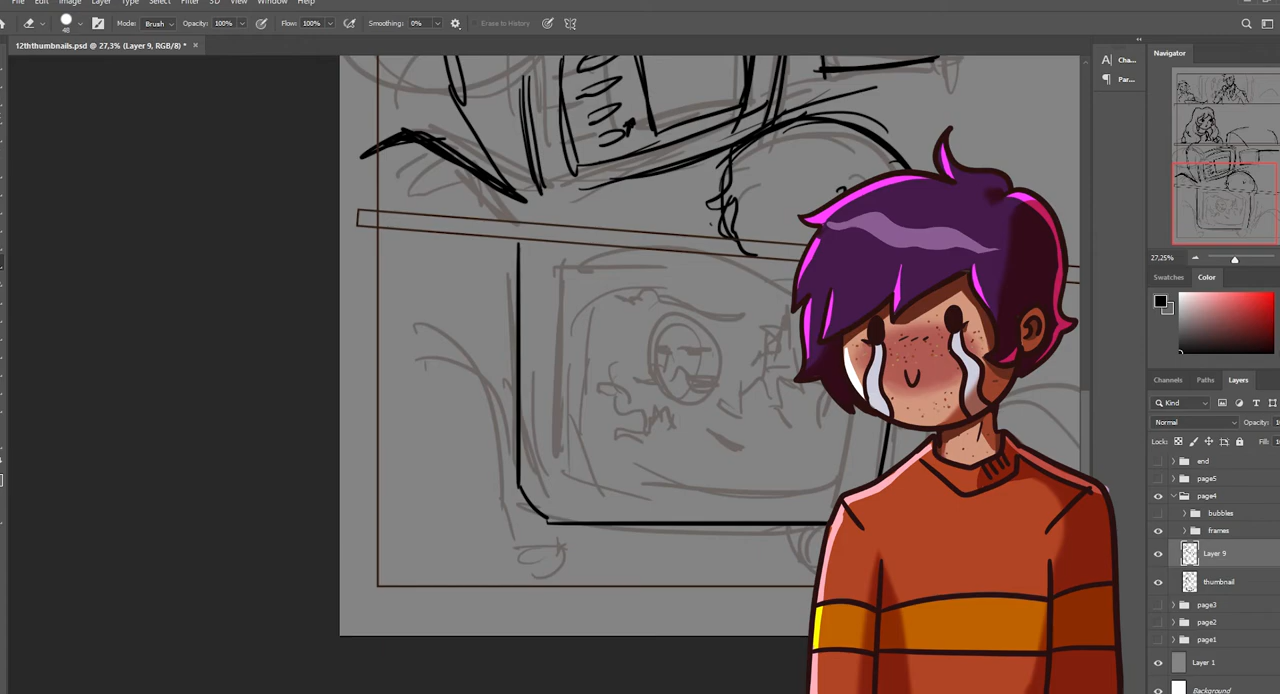 File Edit Image Layer Type Select Filter 3D View Window Help
48 Mode: Brush Opacity: 100% Flow: 100% Smoothing: 0% Erase to History
12ththumbnails.psd @ 27,3% (Layer 9, RGB/8) * ×
Cha...
Par...
Navigator
27,25%
Swatches Color
Channels Paths Layers
Kind
Normal Opacity:
Lock: Fill:
end
page5
page4
bubbles
frames
Layer 9
thumbnail
page3
page2
page1
Layer 1
Background